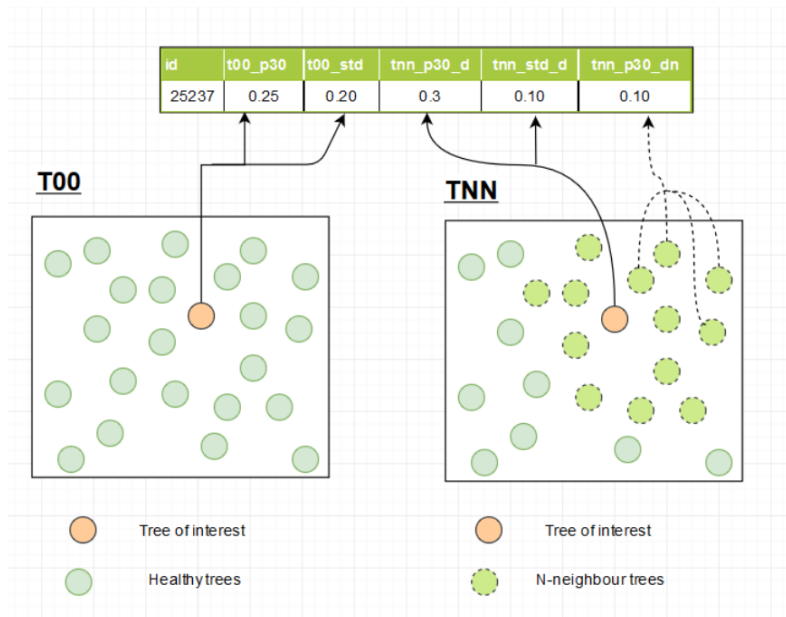 id t00_p30 t00_std tnn_p30_d tnn_std_d tnn_p30_dn
25237 0.25 0.20 0.3 0.10 0.10
T00
TNN
Tree of interest
Tree of interest
Healthy trees
N-neighbour trees